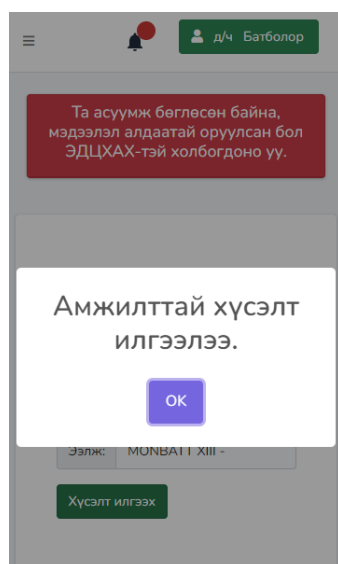 д/ч Батболор
Та асуумж бөглөсөн байна,
мэдээлэл алдаатай оруулсан бол
ЭДЦХАХ-тэй холбогдоно уу.
Амжилттай хүсэлт
илгээлээ.
OK
Ээлж: MONBATT XIII -
Хүсэлт илгээх